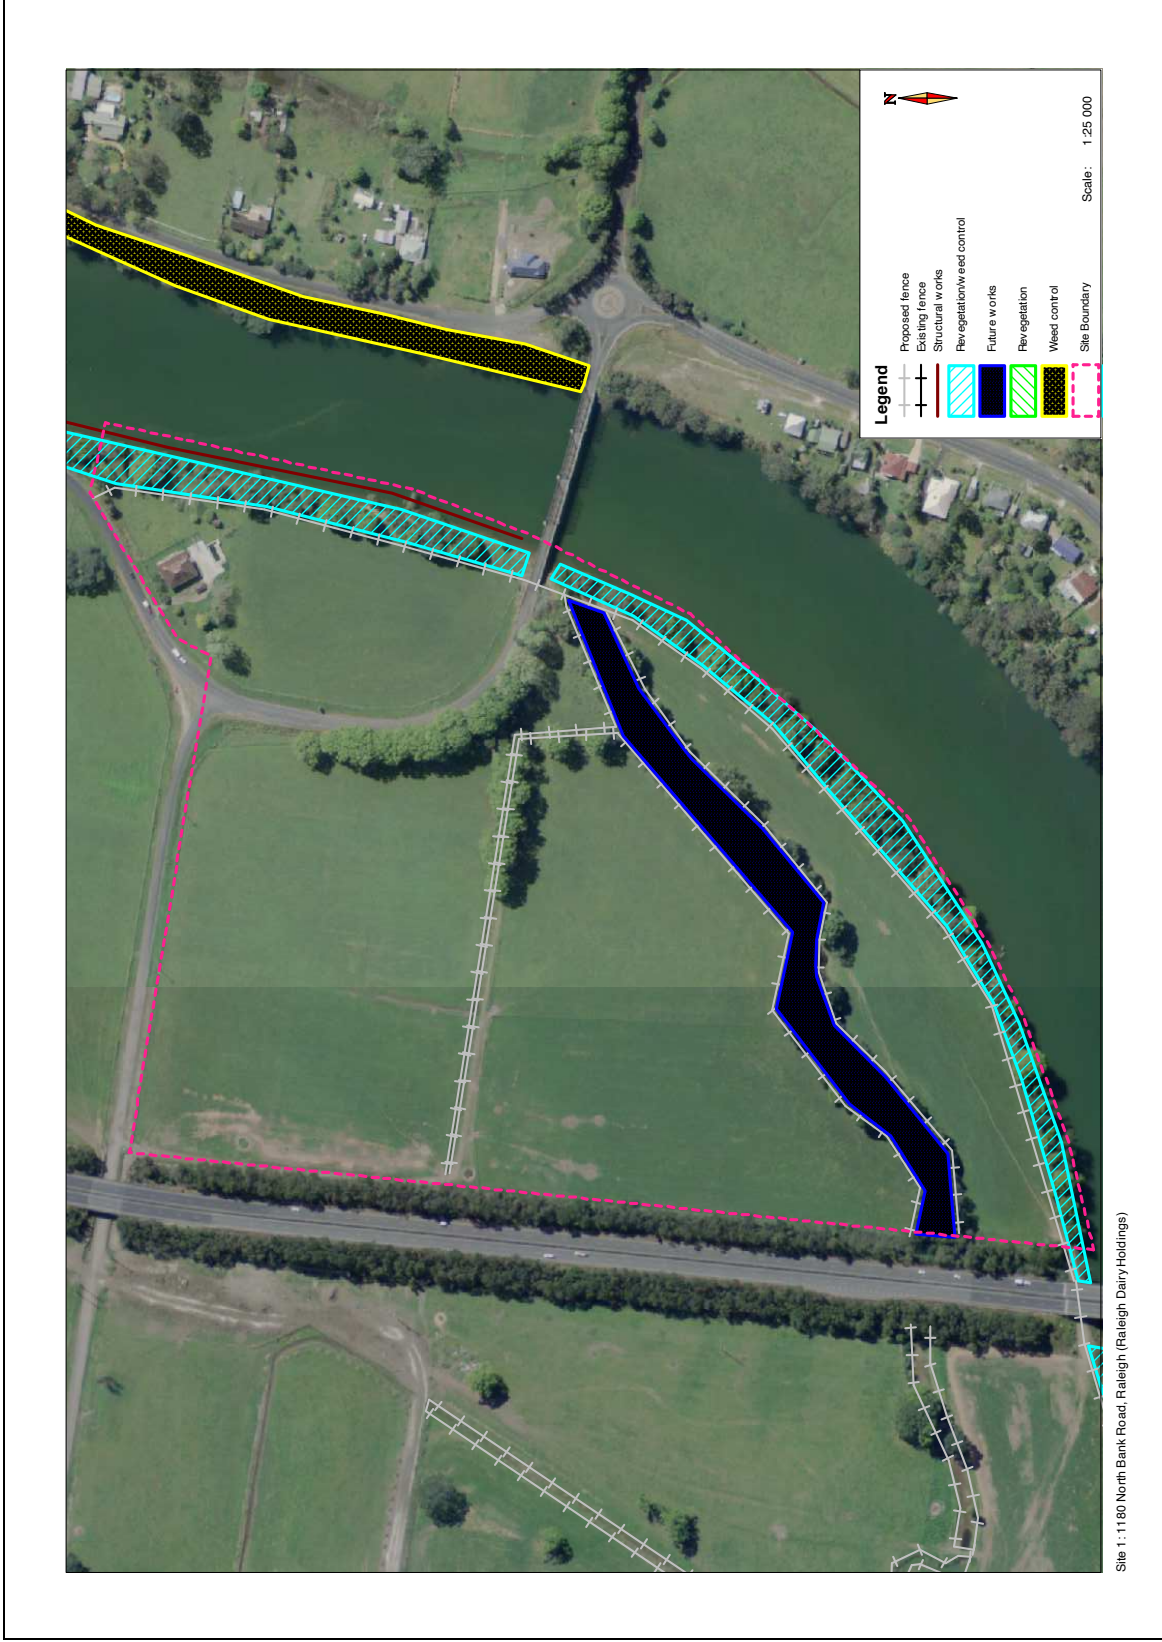 N
Legend
Proposed fence
Existing fence
Structural works
Revegetation/weed control
Future works
Revegetation
Weed control
Site Boundary
Scale: 1:25 000
Site 1: 1180 North Bank Road, Raleigh (Raleigh Dairy Holdings)